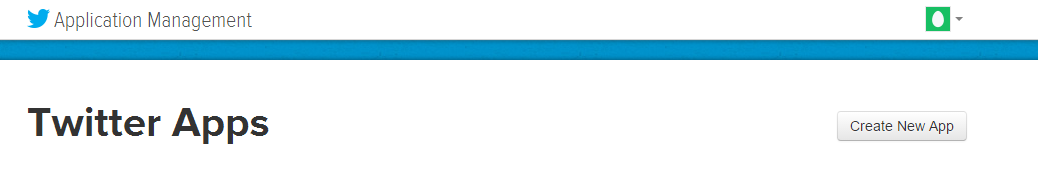 Application Management
Twitter Apps
Create New App